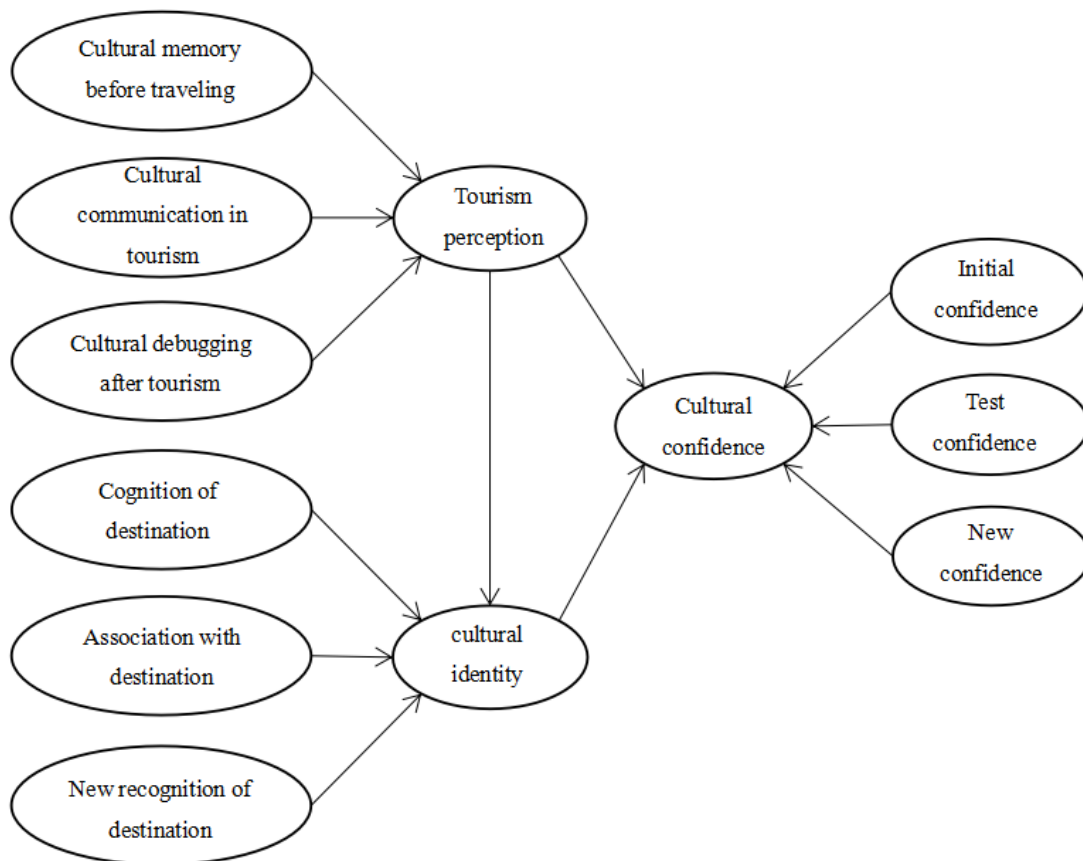 Cultural memory
before traveling
Cultural
communication in
tourism
Cultural debugging
after tourism
Cognition of
destination
Association with
destination
New recognition of
destination
Tourism
perception
cultural
identity
Cultural
confidence
Initial
confidence
Test
confidence
New
confidence